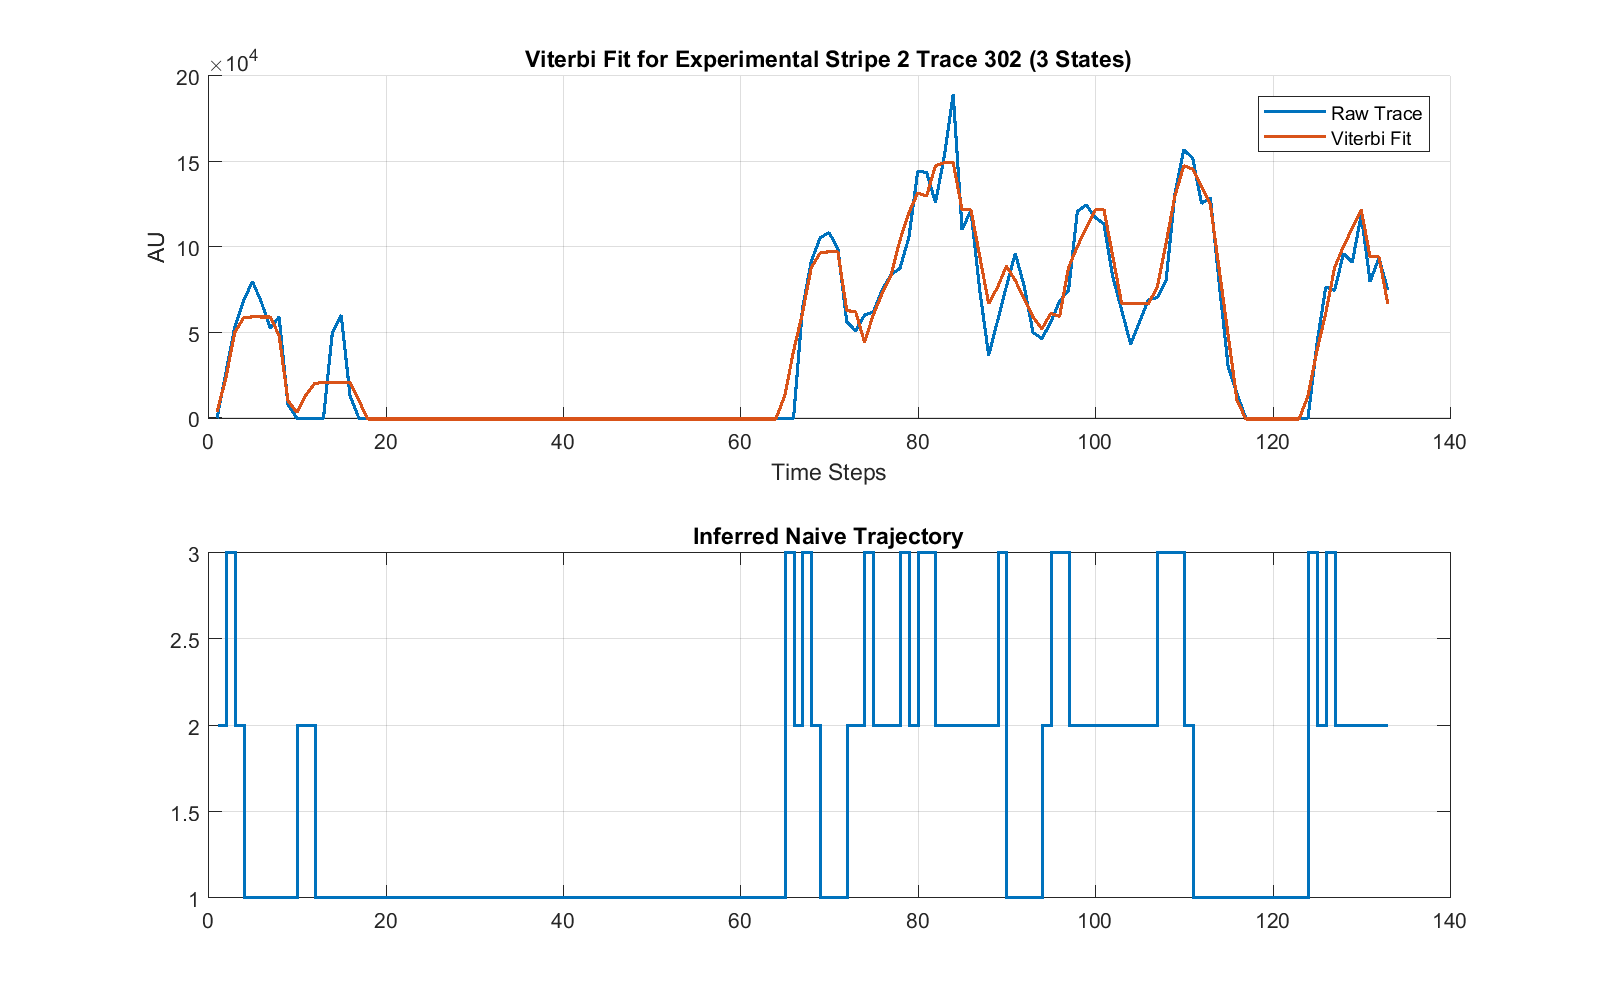 Viterbi Fit for Experimental Stripe 2 Trace 302 (3 States)
×10⁴
20
15
10
5
0
AU
Raw Trace
Viterbi Fit
0 20 40 60 80 100 120 140
Time Steps
Inferred Naive Trajectory
3
2.5
2
1.5
1
0 20 40 60 80 100 120 140